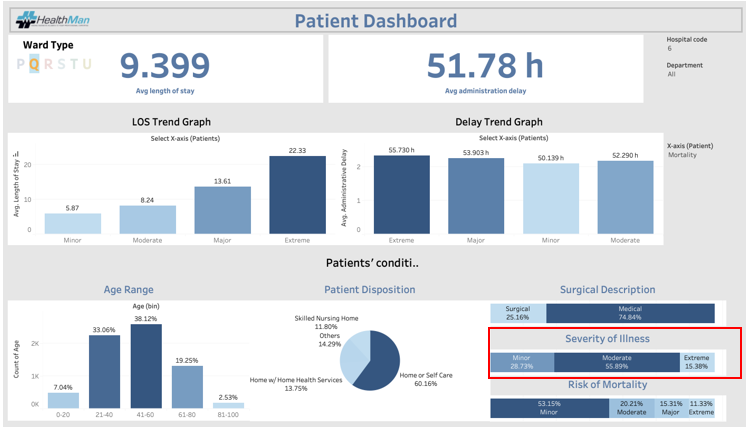 HealthMan
Patient Dashboard
Ward Type
P Q R S T U
9.399
Avg length of stay
51.78 h
Avg administration delay
Hospital code
6
Department
All
LOS Trend Graph
Select X-axis (Patients)
Avg. Length of Stay
20
10
0
5.87
8.24
13.61
22.33
Minor
Moderate
Major
Extreme
Delay Trend Graph
Select X-axis (Patients)
Avg. Administrative Delay
2
1
0
55.730 h
53.903 h
50.139 h
52.290 h
Extreme
Major
Minor
Moderate
X-axis (Patient)
Mortality
Patients' conditi..
Age Range
Age (bin)
Count of Age
2K
1K
0K
7.04%
33.06%
38.12%
19.25%
2.53%
0-20
21-40
41-60
61-80
81-100
Patient Disposition
Skilled Nursing Home
11.80%
Others
14.29%
Home w/ Home Health Services
13.75%
Home or Self Care
60.16%
Surgical Description
Surgical
25.16%
Medical
74.84%
Severity of Illness
Minor
28.73%
Moderate
55.89%
Extreme
15.38%
Risk of Mortality
53.15%
Minor
20.21%
Moderate
15.31%
Major
11.33%
Extreme